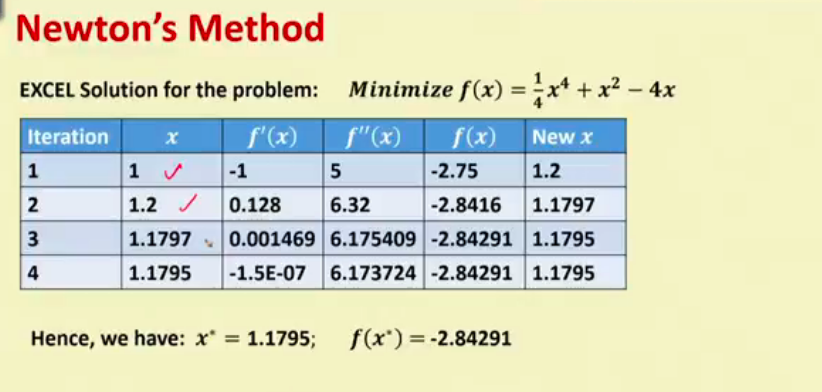 Newton's Method
EXCEL Solution for the problem: Minimize f(x) = 1/4 x⁴ + x² − 4x
Iteration x f′(x) f″(x) f(x) New x
1 1 -1 5 -2.75 1.2
2 1.2 0.128 6.32 -2.8416 1.1797
3 1.1797 0.001469 6.175409 -2.84291 1.1795
4 1.1795 -1.5E-07 6.173724 -2.84291 1.1795
Hence, we have: x* = 1.1795; f(x*) = -2.84291